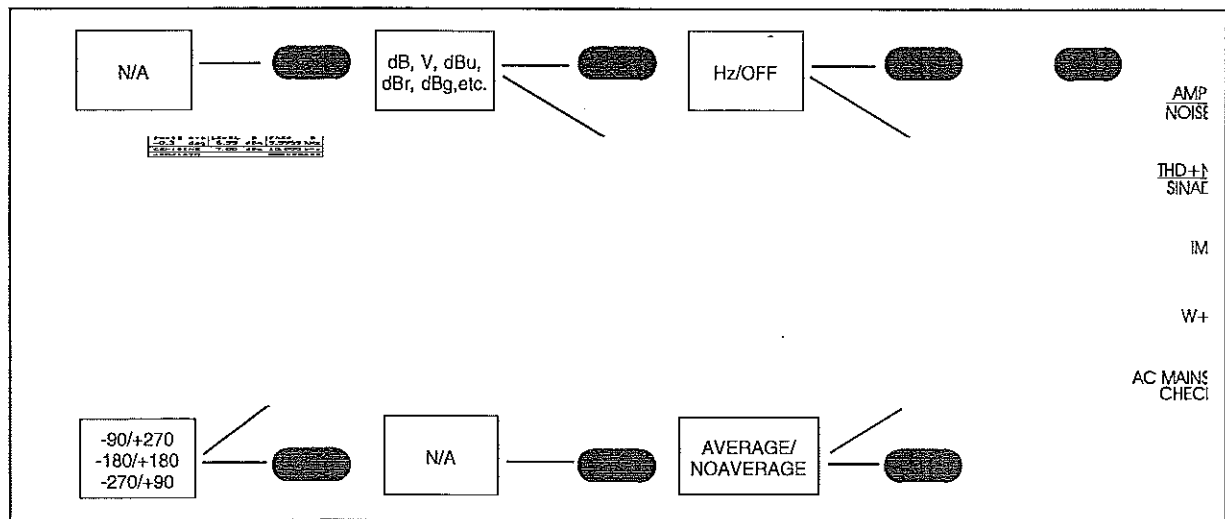 N/A
dB, V, dBu,
dBr, dBg,etc.
Hz/OFF
AMP
NOISE
THD+N
SINAD
IM
W+
AC MAINS
CHECK
-90/+270
-180/+180
-270/+90
N/A
AVERAGE/
NOAVERAGE